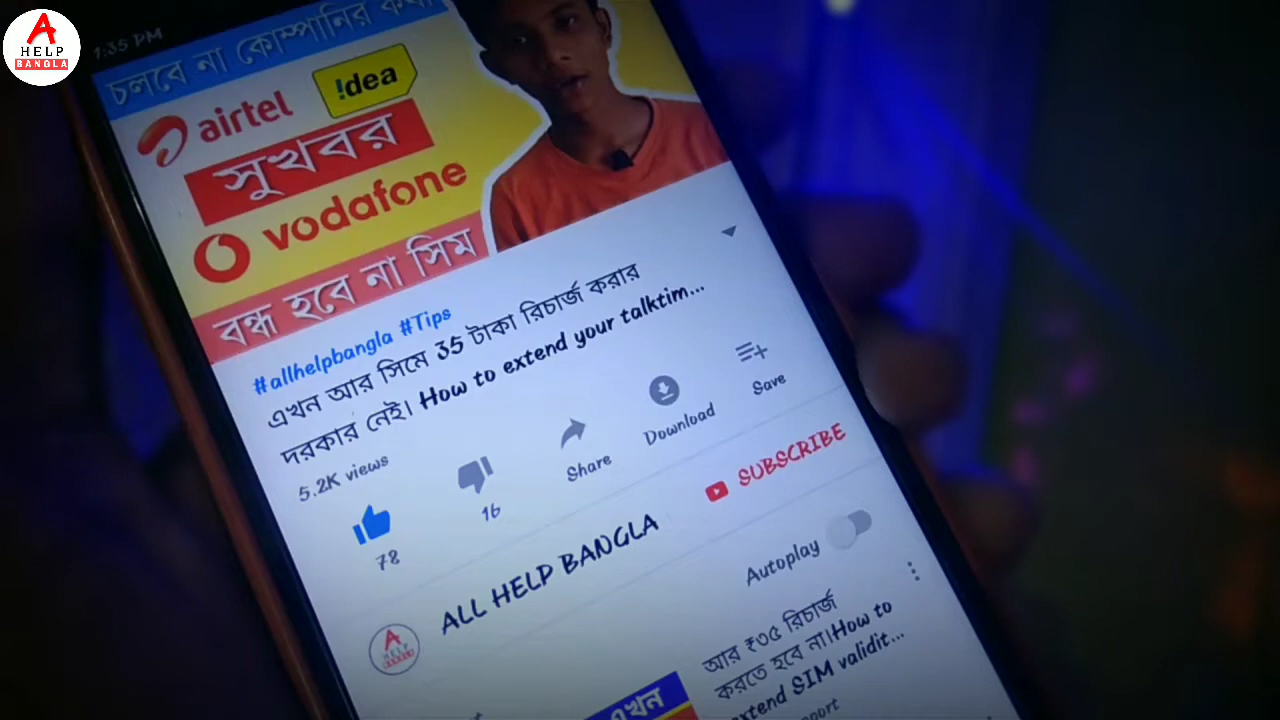 A
HELP
BANGLA
1:35 PM
চলবে না কোম্পানির কথা
airtel
!dea
সুখবর
vodafone
বন্ধ হবে না সিম
#allhelpbangla #Tips
এখন আর সিমে 35 টাকা রিচার্জ করার
দরকার নেই। How to extend your talktim...
5.2K views
78
16
Share
Download
Save
ALL HELP BANGLA
SUBSCRIBE
Autoplay
A
HELP
BANGLA
আর ₹৩৫ রিচার্জ
করতে হবে না।How to
extend SIM validit...
এখন